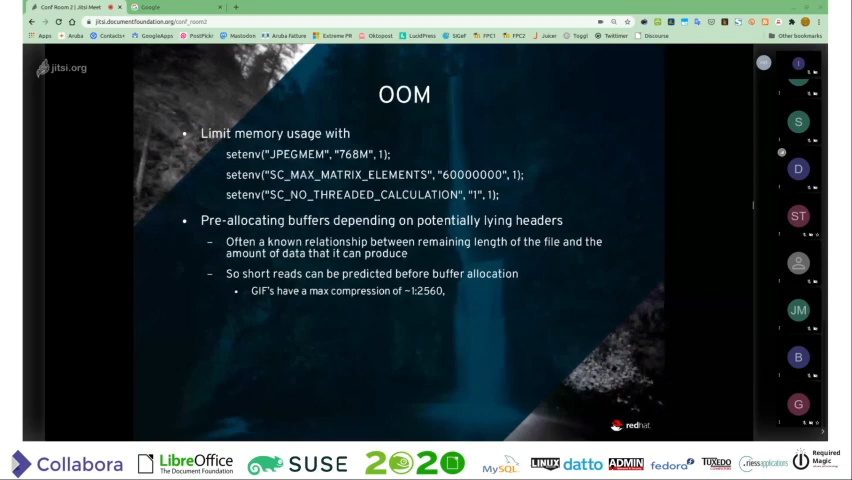 Conf Room 2 | Jitsi Meet
Google
jitsi.documentfoundation.org/conf_room2
Apps
Aruba
Contacts+
GoogleApps
PostPickr
Mastodon
Aruba Fatture
Extreme PR
Oktopost
LucidPress
SIGeF
FPC1
FPC2
Juicer
Toggl
Twittimer
Discourse
Other bookmarks
jitsi.org
OOM
• Limit memory usage with
setenv("JPEGMEM", "768M", 1);
setenv("SC_MAX_MATRIX_ELEMENTS", "60000000", 1);
setenv("SC_NO_THREADED_CALCULATION", "1", 1);
• Pre-allocating buffers depending on potentially lying headers
– Often a known relationship between remaining length of the file and the
amount of data that it can produce
– So short reads can be predicted before buffer allocation
• GIF's have a max compression of ~1:2560,
redhat.
I
S
D
ST
JM
B
G
Collabora
LibreOffice
The Document Foundation
SUSE
2020
MySQL
LINUX
datto
ADMIN
fedora
TUXEDO
riess applications
Required
Magic